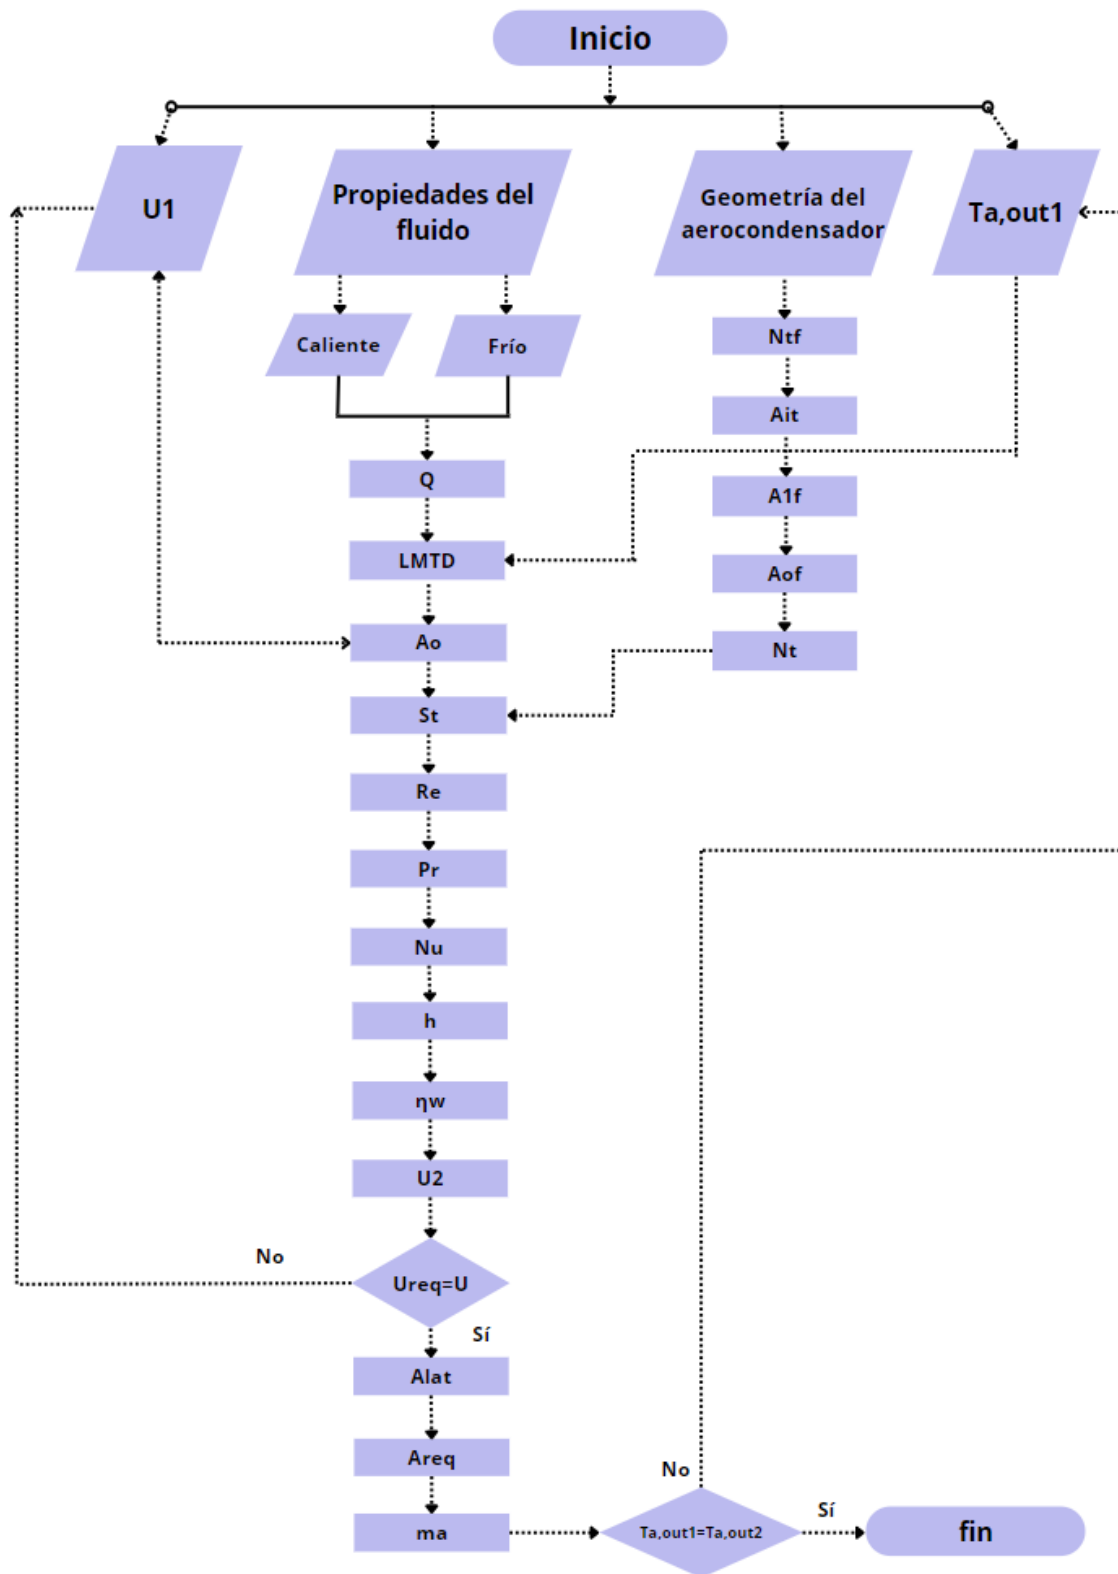 Inicio
U1
Propiedades del
fluido
Geometría del
aerocondensador
Ta,out1
Caliente
Frío
Ntf
Ait
Q
A1f
LMTD
Aof
Ao
Nt
St
Re
Pr
Nu
h
ηw
U2
No
Ureq=U
Sí
Alat
Areq
No
ma
Ta,out1=Ta,out2
Sí
fin